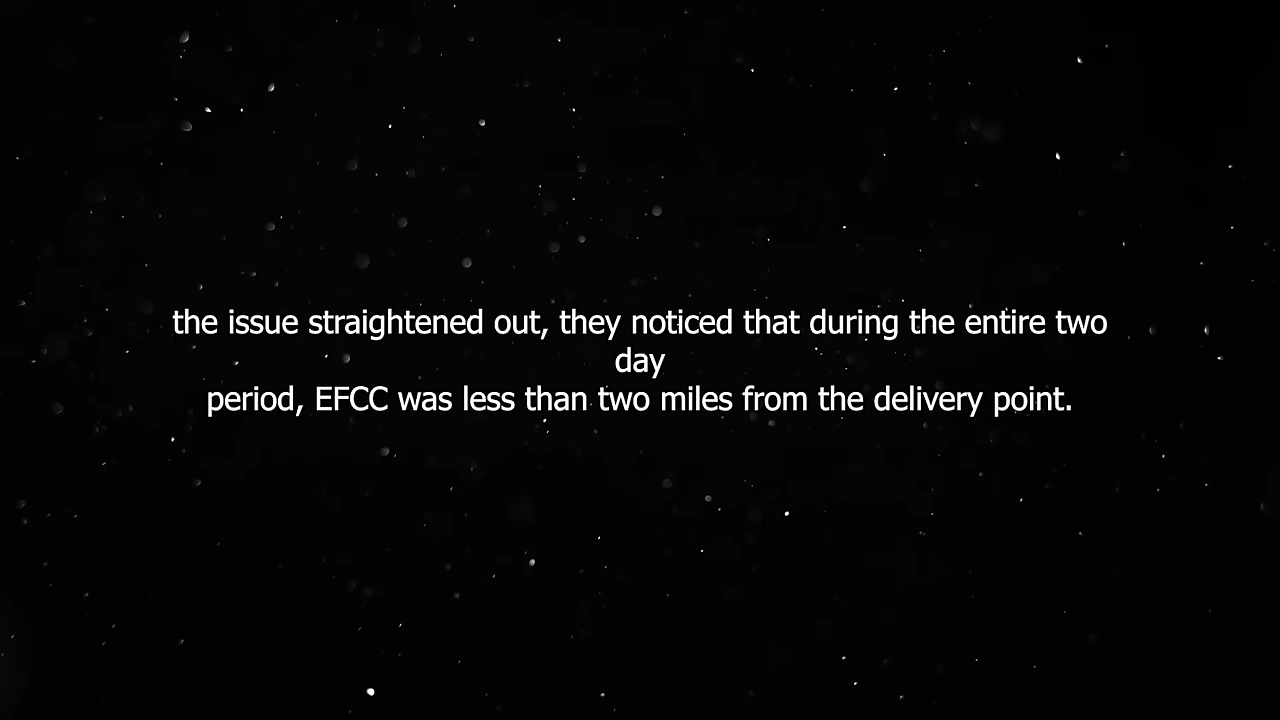 the issue straightened out, they noticed that during the entire two
day
period, EFCC was less than two miles from the delivery point.